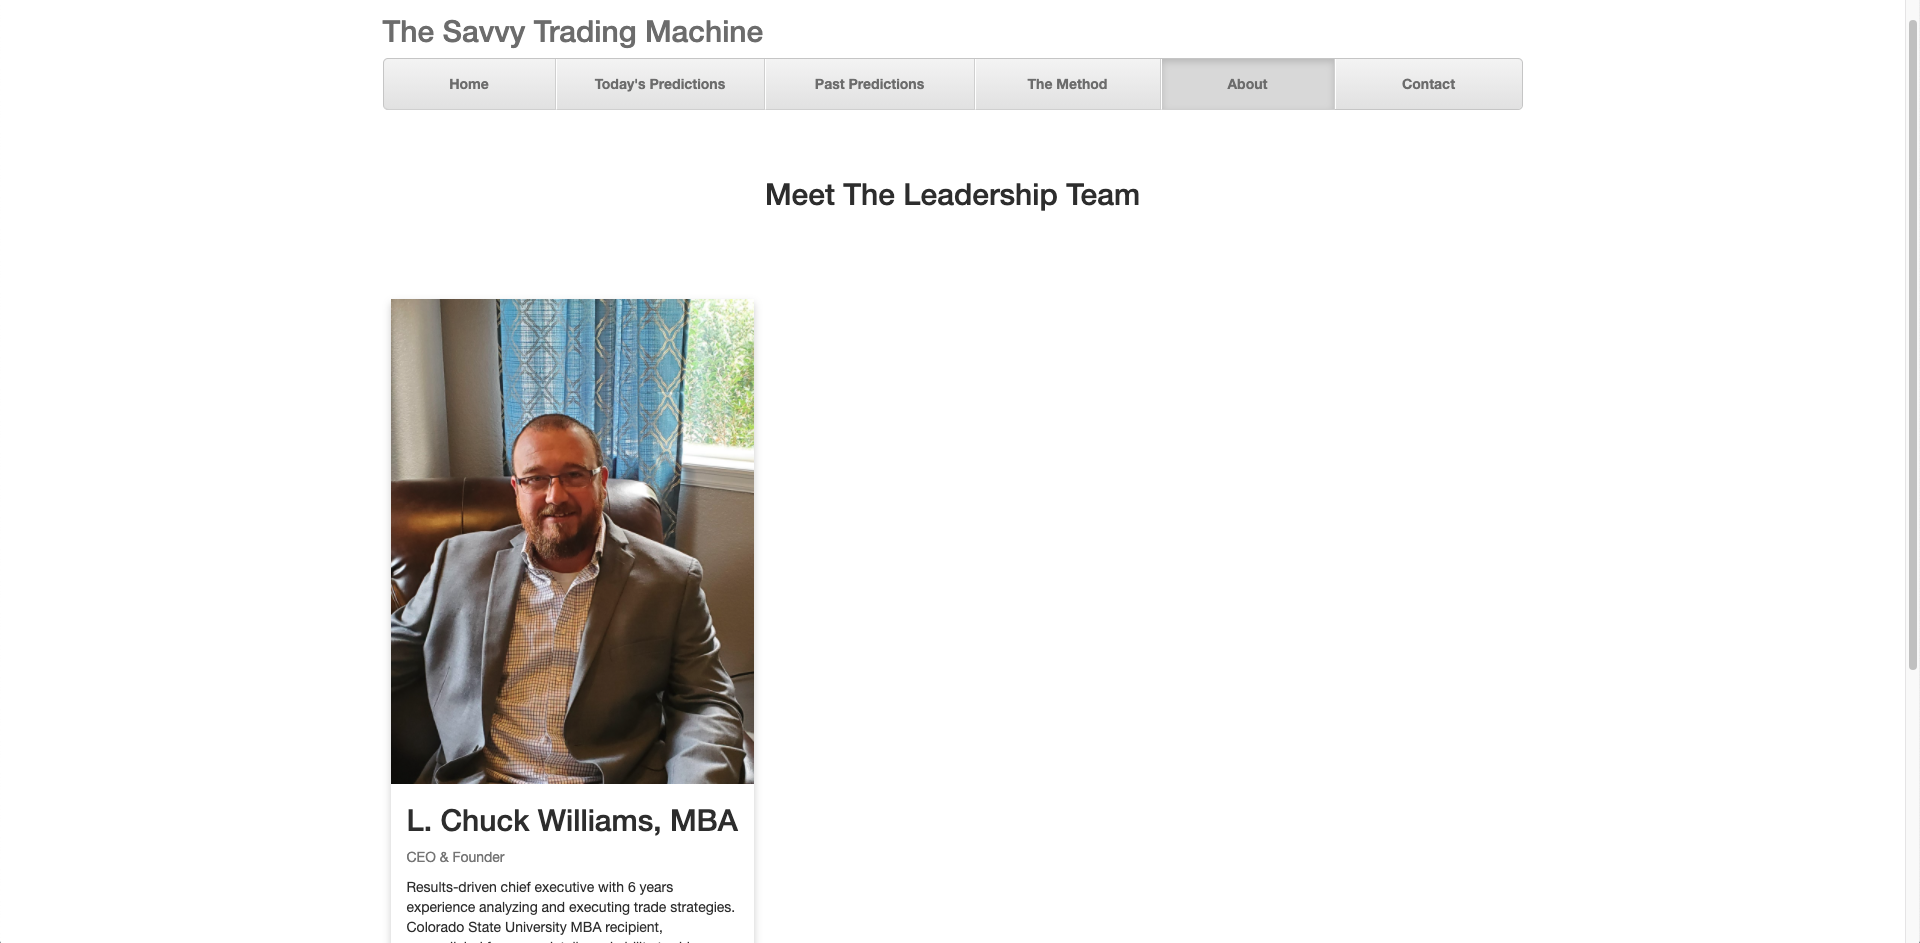 The Savvy Trading Machine
Home Today's Predictions Past Predictions The Method About Contact
Meet The Leadership Team
L. Chuck Williams, MBA
CEO & Founder
Results-driven chief executive with 6 years
experience analyzing and executing trade strategies.
Colorado State University MBA recipient,